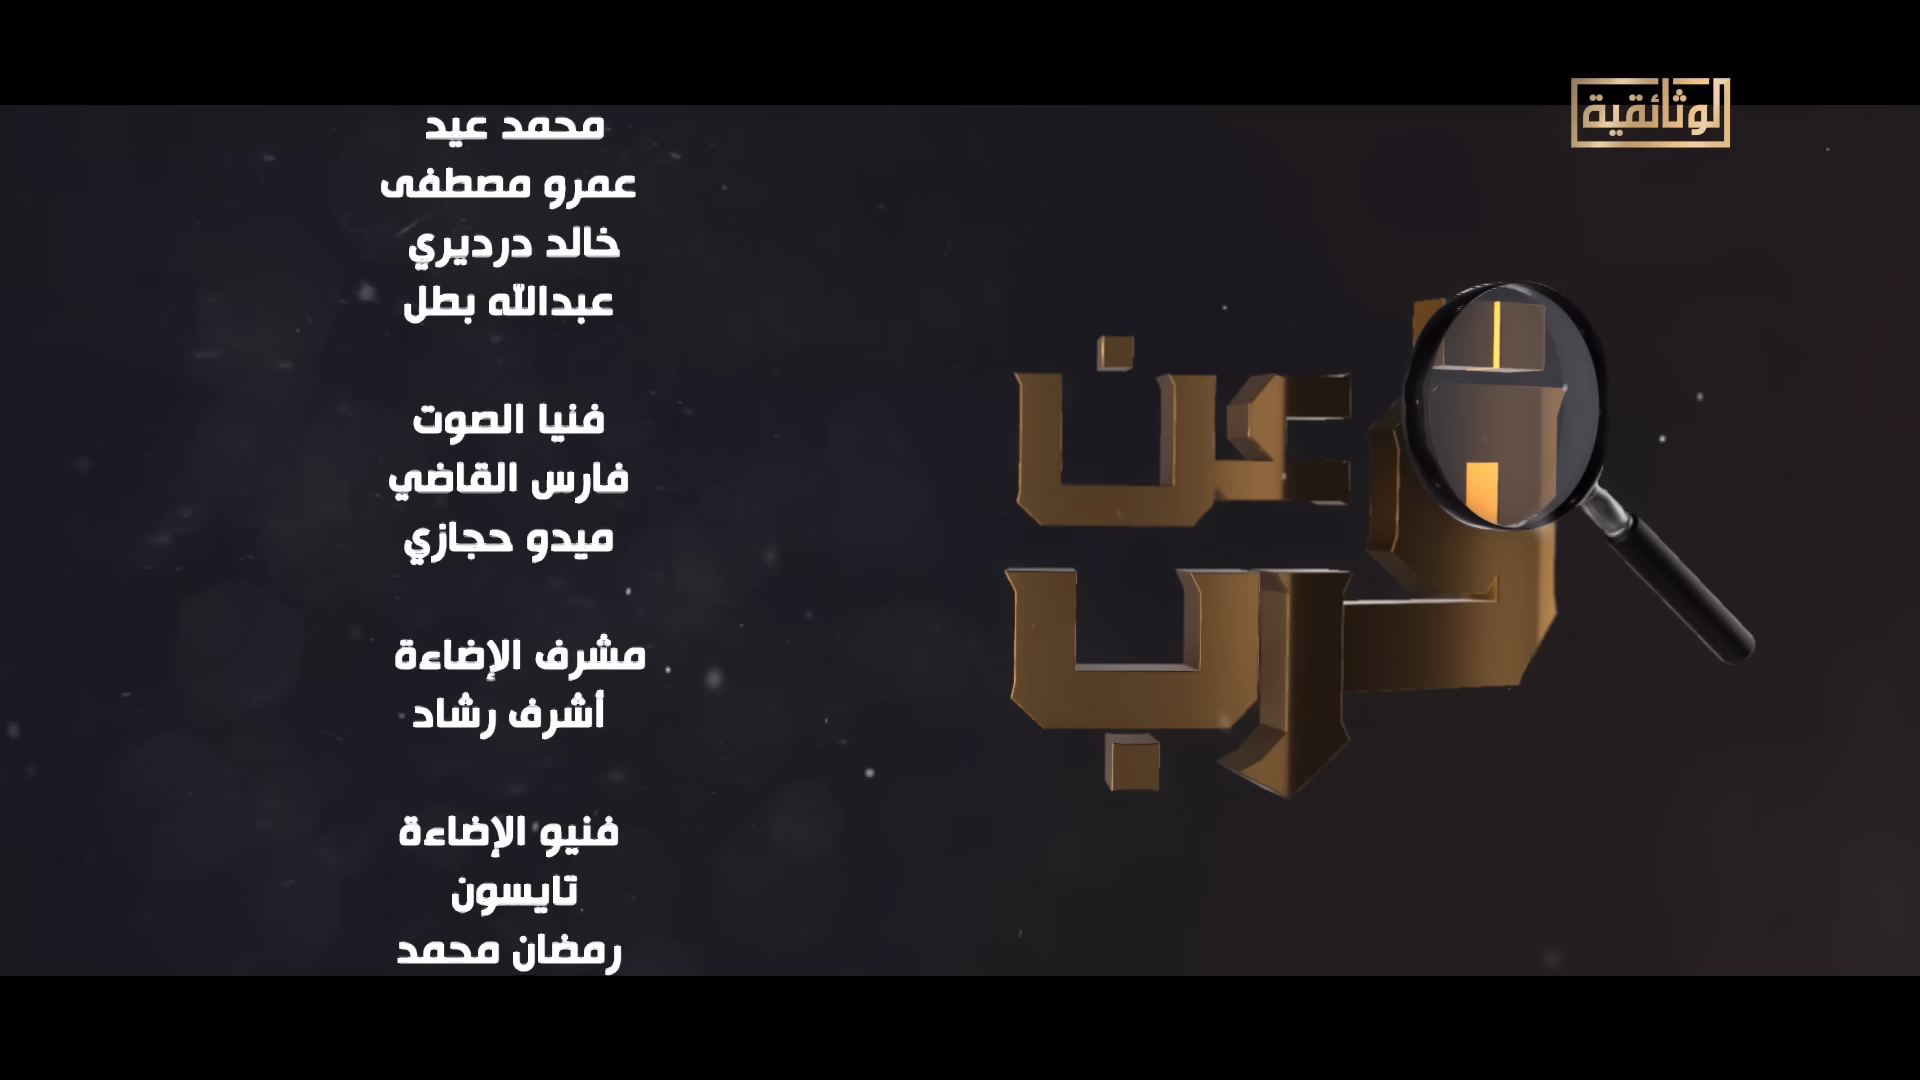 الوثائقية
محمد عيد
عمرو مصطفى
خالد درديري
عبدالله بطل
فنيا الصوت
فارس القاضي
ميدو حجازي
مشرف الإضاءة
أشرف رشاد
فنيو الإضاءة
تايسون
رمضان محمد
عن قرب